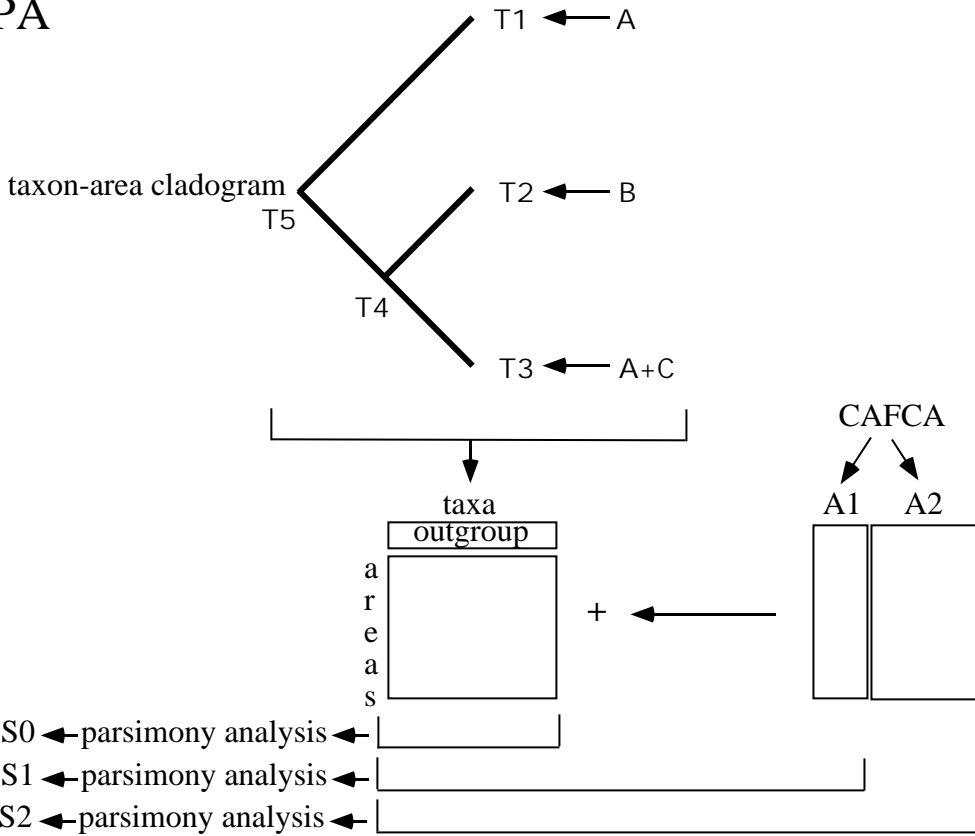 PA
T1 A
taxon-area cladogram
T2 B
T5
T4
T3 A+C
CAFCA
taxa
A1 A2
outgroup
a
r
e
a
s
+
S0 parsimony analysis
S1 parsimony analysis
S2 parsimony analysis